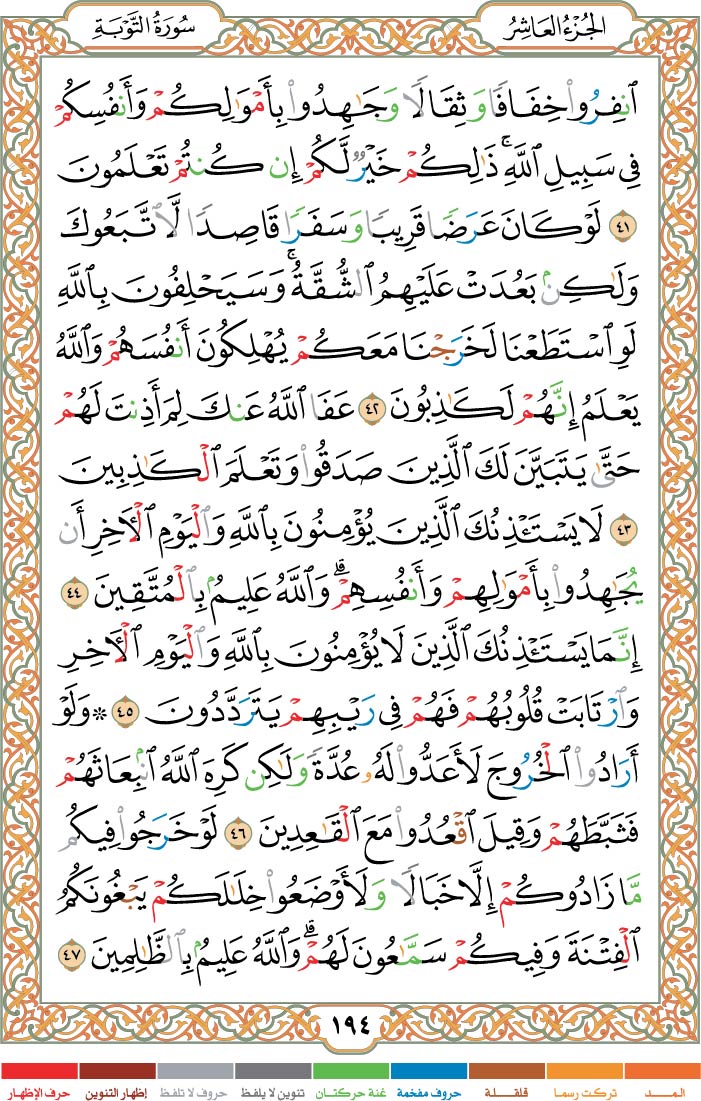 الجُزْءُ العَاشِرُ
سُورَةُ التَّوۡبَةِ
ٱنفِرُواْ خِفَافٗا وَثِقَالٗا وَجَٰهِدُواْ بِأَمۡوَٰلِكُمۡ وَأَنفُسِكُمۡ
فِي سَبِيلِ ٱللَّهِۚ ذَٰلِكُمۡ خَيۡرٞ لَّكُمۡ إِن كُنتُمۡ تَعۡلَمُونَ
٤١ لَوۡ كَانَ عَرَضٗا قَرِيبٗا وَسَفَرٗا قَاصِدٗا لَّٱتَّبَعُوكَ
وَلَٰكِنۢ بَعُدَتۡ عَلَيۡهِمُ ٱلشُّقَّةُۚ وَسَيَحۡلِفُونَ بِٱللَّهِ
لَوِ ٱسۡتَطَعۡنَا لَخَرَجۡنَا مَعَكُمۡ يُهۡلِكُونَ أَنفُسَهُمۡ وَٱللَّهُ
يَعۡلَمُ إِنَّهُمۡ لَكَٰذِبُونَ ٤٢ عَفَا ٱللَّهُ عَنكَ لِمَ أَذِنتَ لَهُمۡ
حَتَّىٰ يَتَبَيَّنَ لَكَ ٱلَّذِينَ صَدَقُواْ وَتَعۡلَمَ ٱلۡكَٰذِبِينَ
٤٣ لَا يَسۡتَـٔۡذِنُكَ ٱلَّذِينَ يُؤۡمِنُونَ بِٱللَّهِ وَٱلۡيَوۡمِ ٱلۡأٓخِرِ أَن
يُجَٰهِدُواْ بِأَمۡوَٰلِهِمۡ وَأَنفُسِهِمۡۗ وَٱللَّهُ عَلِيمُۢ بِٱلۡمُتَّقِينَ ٤٤
إِنَّمَا يَسۡتَـٔۡذِنُكَ ٱلَّذِينَ لَا يُؤۡمِنُونَ بِٱللَّهِ وَٱلۡيَوۡمِ ٱلۡأٓخِرِ
وَٱرۡتَابَتۡ قُلُوبُهُمۡ فَهُمۡ فِي رَيۡبِهِمۡ يَتَرَدَّدُونَ ٤٥ * وَلَوۡ
أَرَادُواْ ٱلۡخُرُوجَ لَأَعَدُّواْ لَهُۥ عُدَّةٗ وَلَٰكِن كَرِهَ ٱللَّهُ ٱنۢبِعَاثَهُمۡ
فَثَبَّطَهُمۡ وَقِيلَ ٱقۡعُدُواْ مَعَ ٱلۡقَٰعِدِينَ ٤٦ لَوۡ خَرَجُواْ فِيكُم
مَّا زَادُوكُمۡ إِلَّا خَبَالٗا وَلَأَوۡضَعُواْ خِلَٰلَكُمۡ يَبۡغُونَكُمُ
ٱلۡفِتۡنَةَ وَفِيكُمۡ سَمَّٰعُونَ لَهُمۡۗ وَٱللَّهُ عَلِيمُۢ بِٱلظَّٰلِمِينَ ٤٧
١٩٤
المــد تركت رسما قلقلة حروف مفخمة غنة حركتان تنوين لا يلفظ حروف لا تلفظ إظهار التنوين حرف الإظهار